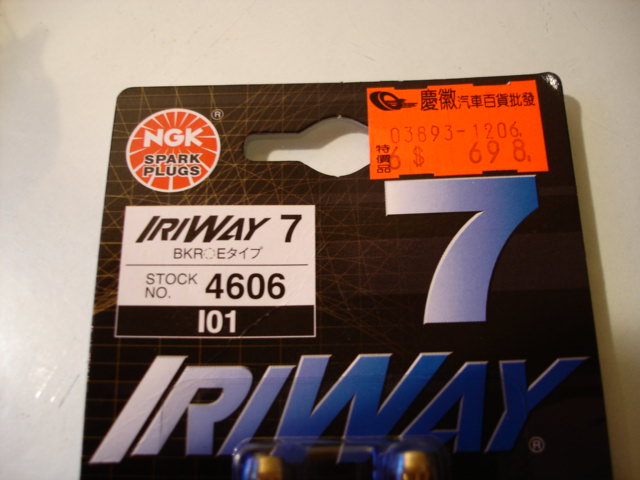 慶徽汽車百貨批發
03893-1206
特價品 6 $ 698
NGK
SPARK
PLUGS
®
7
IRIWAY 7
BKR◌Eタイプ
STOCK NO. 4606
I01
IRIWAY®